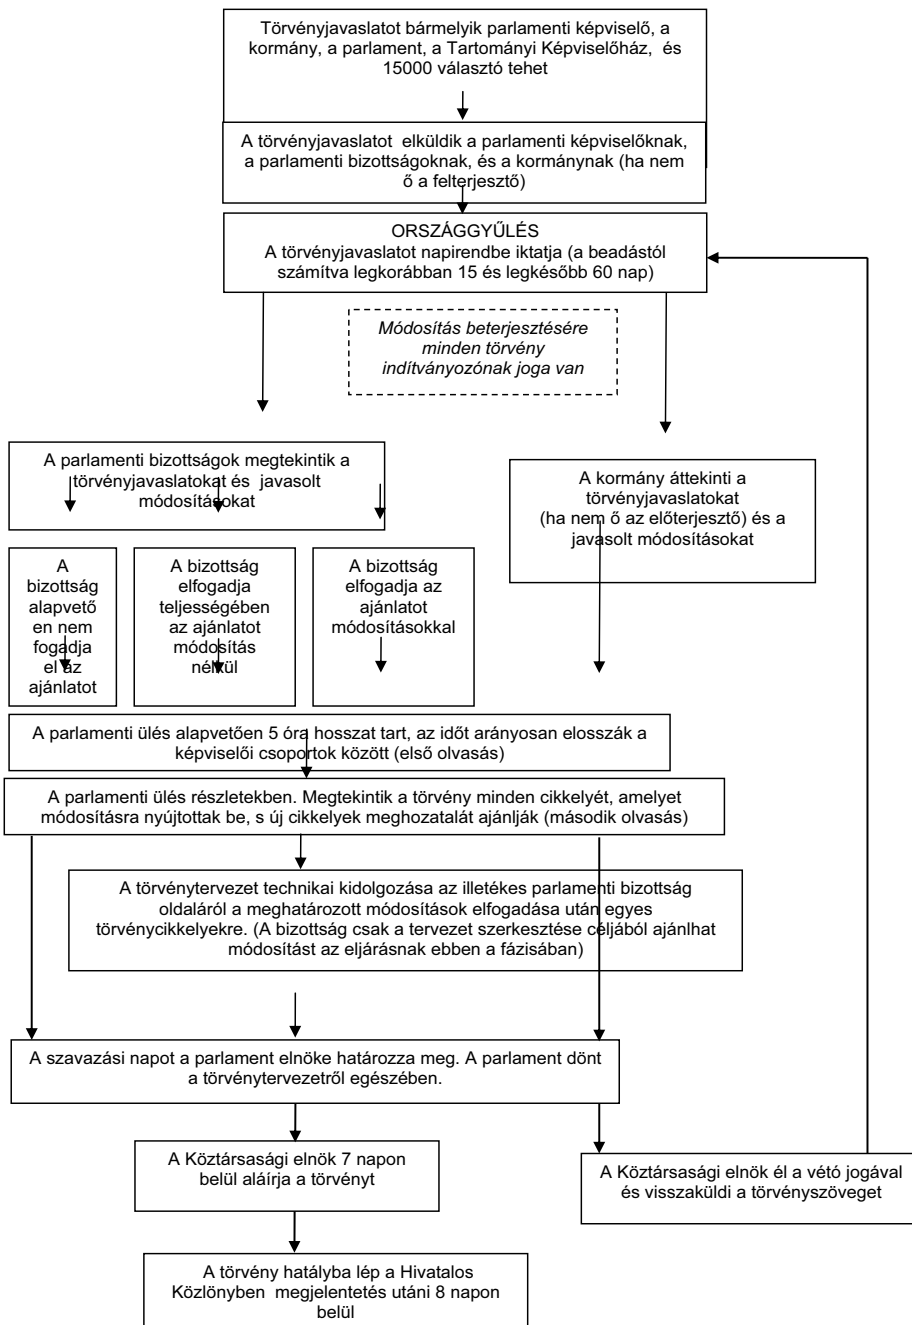 Törvényjavaslatot bármelyik parlamenti képviselő, a
kormány, a parlament, a Tartományi Képviselőház, és
15000 választó tehet
A törvényjavaslatot elküldik a parlamenti képviselőknak,
a parlamenti bizottságoknak, és a kormánynak (ha nem
ő a felterjesztő)
ORSZÁGGYŰLÉS
A törvényjavaslatot napirendbe iktatja (a beadástól
számítva legkorábban 15 és legkésőbb 60 nap)
Módosítás beterjesztésére
minden törvény
indítványozónak joga van
A parlamenti bizottságok megtekintik a
törvényjavaslatokat és javasolt
módosításokat
A kormány áttekinti a
törvényjavaslatokat
(ha nem ő az előterjesztő) és a
javasolt módosításokat
A
bizottság
alapvető
en nem
fogadja
el az
ajánlatot
A bizottság
elfogadja
teljességében
az ajánlatot
módosítás
nélkül
A bizottság
elfogadja az
ajánlatot
módosításokkal
A parlamenti ülés alapvetően 5 óra hosszat tart, az időt arányosan elosszák a
képviselői csoportok között (első olvasás)
A parlamenti ülés részletekben. Megtekintik a törvény minden cikkelyét, amelyet
módosításra nyújtottak be, s új cikkelyek meghozatalát ajánlják (második olvasás)
A törvénytervezet technikai kidolgozása az illetékes parlamenti bizottság
oldaláról a meghatározott módosítások elfogadása után egyes
törvénycikkelyekre. (A bizottság csak a tervezet szerkesztése céljából ajánlhat
módosítást az eljárásnak ebben a fázisában)
A szavazási napot a parlament elnöke határozza meg. A parlament dönt
a törvénytervezetről egészében.
A Köztársasági elnök 7 napon
belül aláírja a törvényt
A Köztársasági elnök él a vétó jogával
és visszaküldi a törvényszöveget
A törvény hatályba lép a Hivatalos
Közlönyben megjelentetés utáni 8 napon
belül